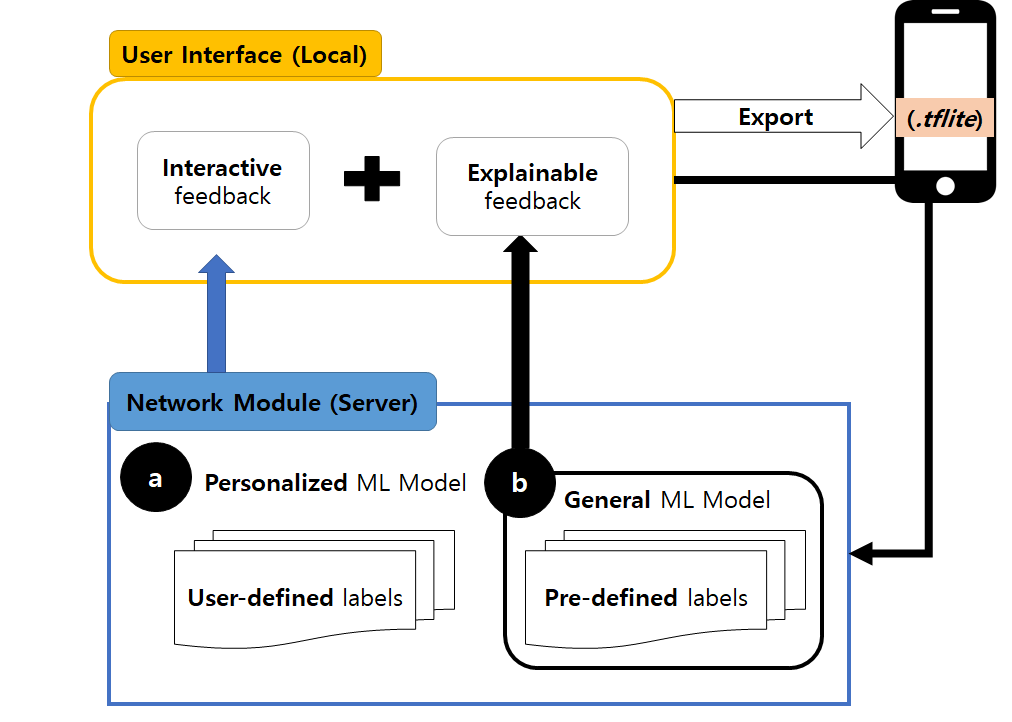 User Interface (Local)
Export
(.tflite)
Interactive
feedback
Explainable
feedback
Network Module (Server)
a
Personalized ML Model
b
General ML Model
User-defined labels
Pre-defined labels